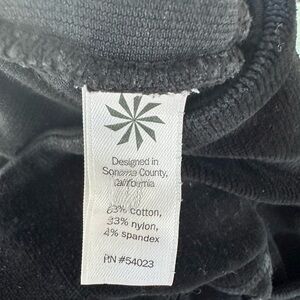 Designed in
Sonoma County,
California
63% cotton,
33% nylon,
4% spandex
RN #54023